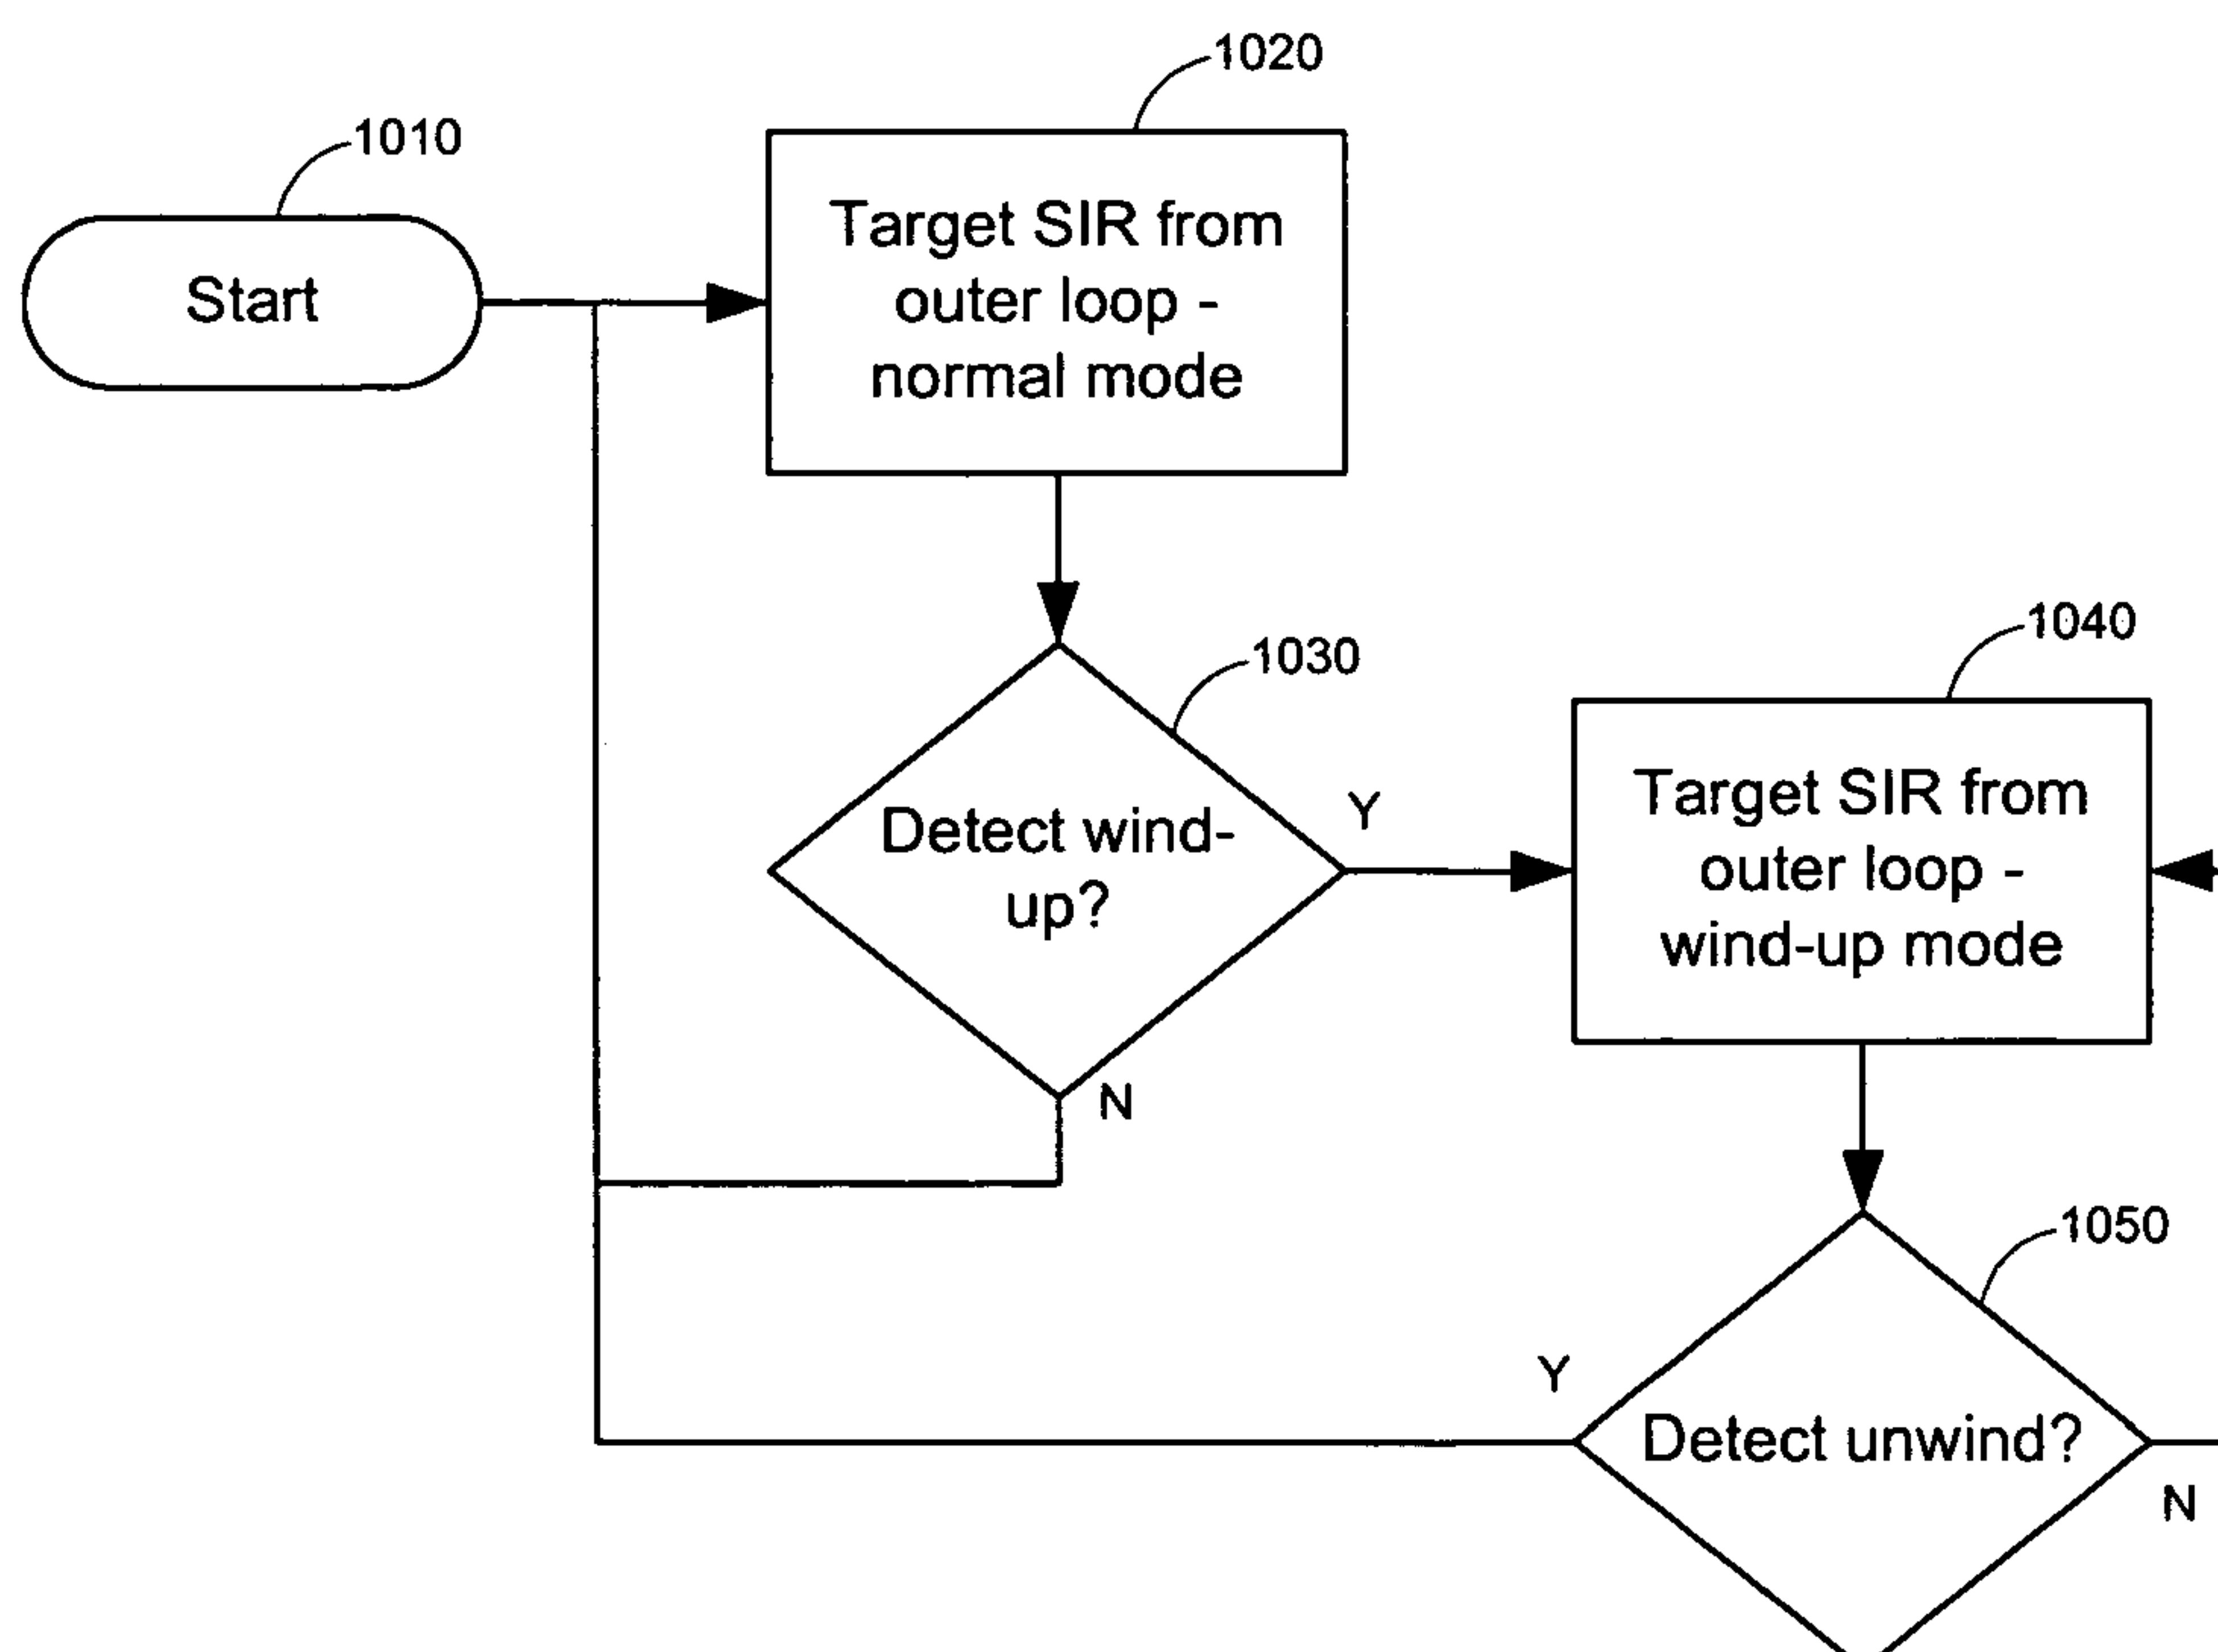 1020
1010
Target SIR from
outer loop -
normal mode
Start
1030
1040
Y
Detect wind-
up?
Target SIR from
outer loop -
wind-up mode
N
1050
Y
Detect unwind?
N